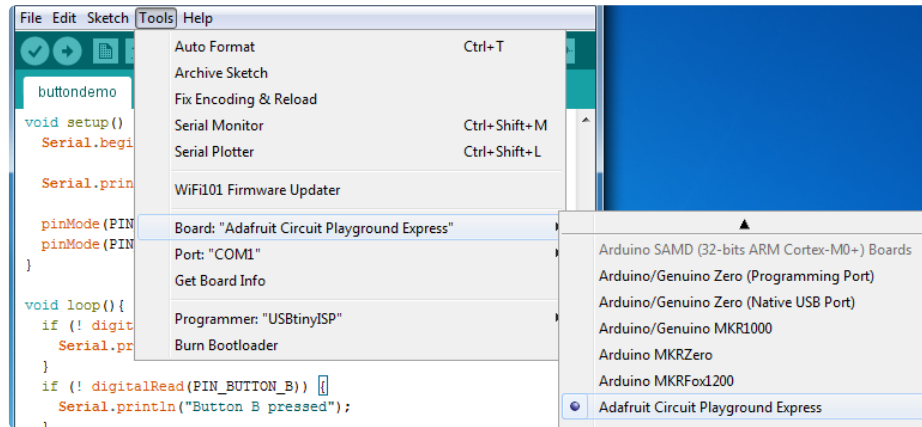 File Edit Sketch Tools Help
Auto Format Ctrl+T
Archive Sketch
Fix Encoding & Reload
Serial Monitor Ctrl+Shift+M
Serial Plotter Ctrl+Shift+L
WiFi101 Firmware Updater
Board: "Adafruit Circuit Playground Express"
Port: "COM1"
Get Board Info
Programmer: "USBtinyISP"
Burn Bootloader
Arduino SAMD (32-bits ARM Cortex-M0+) Boards
Arduino/Genuino Zero (Programming Port)
Arduino/Genuino Zero (Native USB Port)
Arduino/Genuino MKR1000
Arduino MKRZero
Arduino MKRFox1200
Adafruit Circuit Playground Express
buttondemo
void setup()
Serial.begi
Serial.prin
pinMode(PIN
pinMode(PIN
}
void loop(){
if (! digit
Serial.pr
}
if (! digitalRead(PIN_BUTTON_B)) {
Serial.println("Button B pressed");